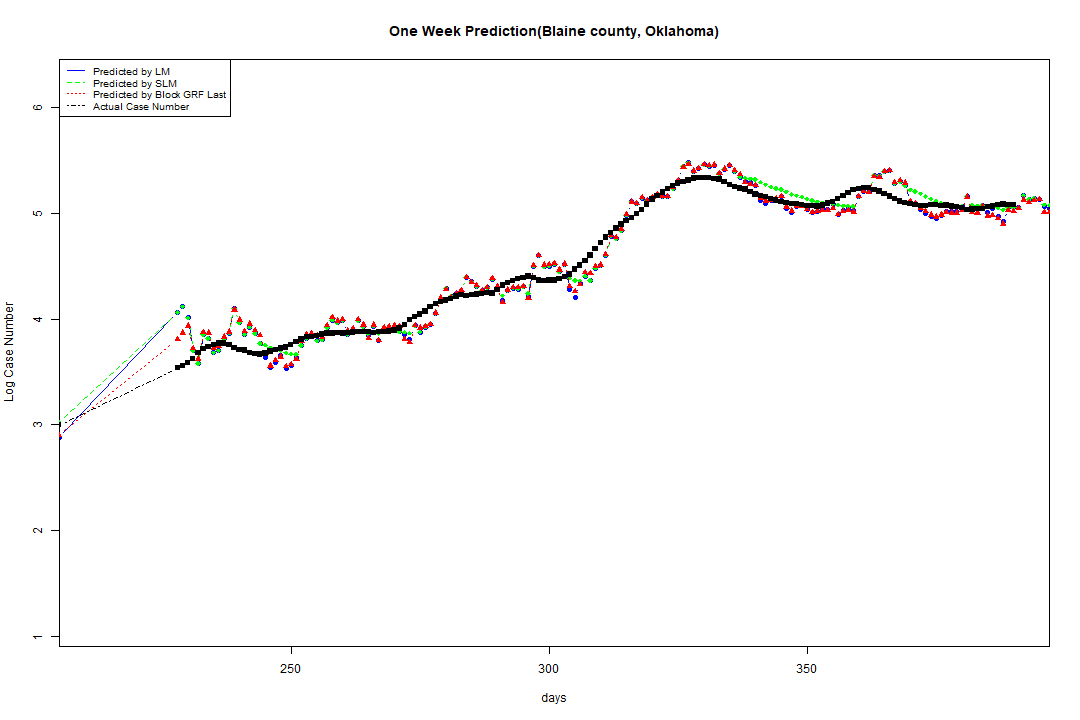 One Week Prediction(Blaine county, Oklahoma)
Predicted by LM
Predicted by SLM
Predicted by Block GRF Last
Actual Case Number
6
5
4
3
2
1
Log Case Number
250 300 350
days